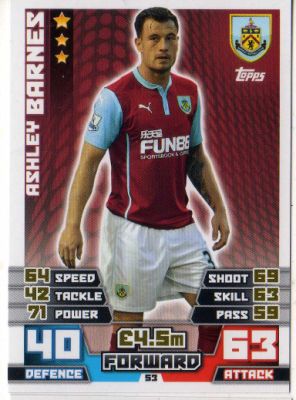 ASHLEY BARNES
TOPPS
PUMA
FUN88
SPORTSBOOK & CASINO
64 SPEED
42 TACKLE
71 POWER
SHOOT 69
SKILL 63
PASS 59
£4.5m
FORWARD
40
DEFENCE
53
63
ATTACK